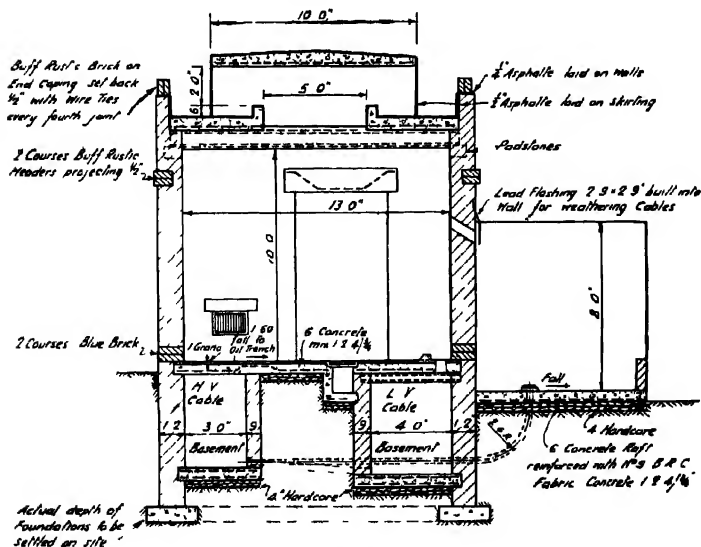 10. 0"
Buff Rustic Brick on
End Coping set back
½" with Wire Ties
every fourth joint
2. 0"
6
5 0"
½" Asphalte laid on Walls
½" Asphalte laid on skirting
Padstones
2 Courses Buff Rustic
Headers projecting ½"
Lead Flashing 2 9" × 2 9" built into
Wall for weathering Cables
13 0"
10 0
8. 0"
2 Courses Blue Brick
1 Grano
Fall
1 60
to
Oil Trench
6 Concrete
mix 1 2 4
Fall
H V
Cable
L V
Cable
1 2
3 0"
9
9
4 0"
1 2
Basement
Basement
4 Hardcore
6 Concrete Raft
reinforced with Nº 9 B R C
Fabric Concrete 1 2 4
4" Hardcore
Actual depth of
Foundations to be
settled on site